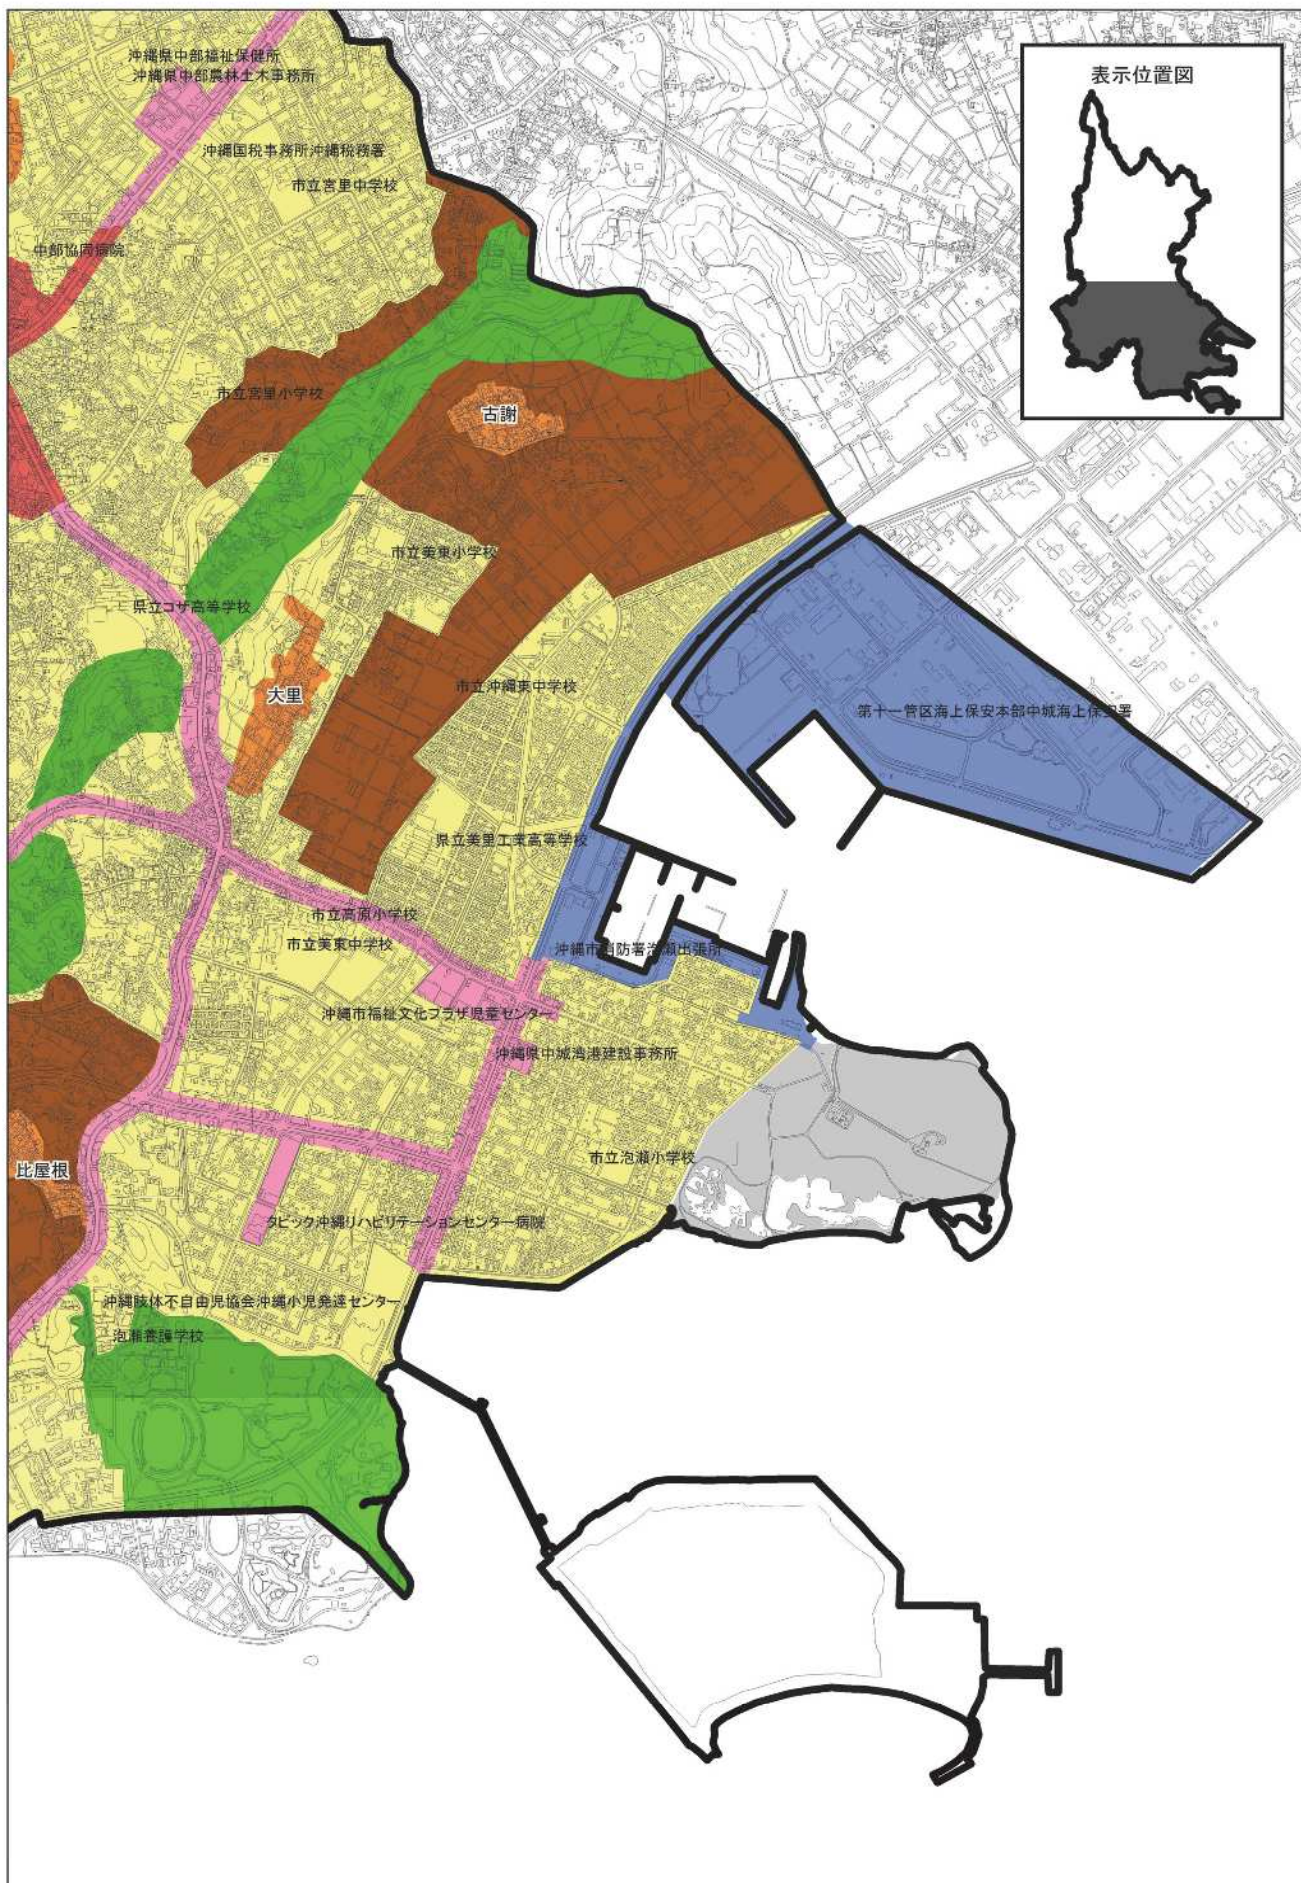 沖縄県中部福祉保健所
表示位置図
沖縄県中部農林土木事務所
沖縄国税事務所沖縄税務署
市立宮里中学校
中部協同病院
市立宮里小学校
古謝
市立美東小学校
県立コザ高等学校
市立沖縄東中学校
大里
第十一管区海上保安本部中城海上保安署
県立美里工業高等学校
市立高原小学校
市立美東中学校
沖縄市消防署泡瀬出張所
沖縄市福祉文化プラザ児童センター
沖縄県中城湾港建設事務所
市立泡瀬小学校
比屋根
タピック沖縄リハビリテーションセンター病院
沖縄肢体不自由児協会沖縄小児発達センター
泡瀬養護学校